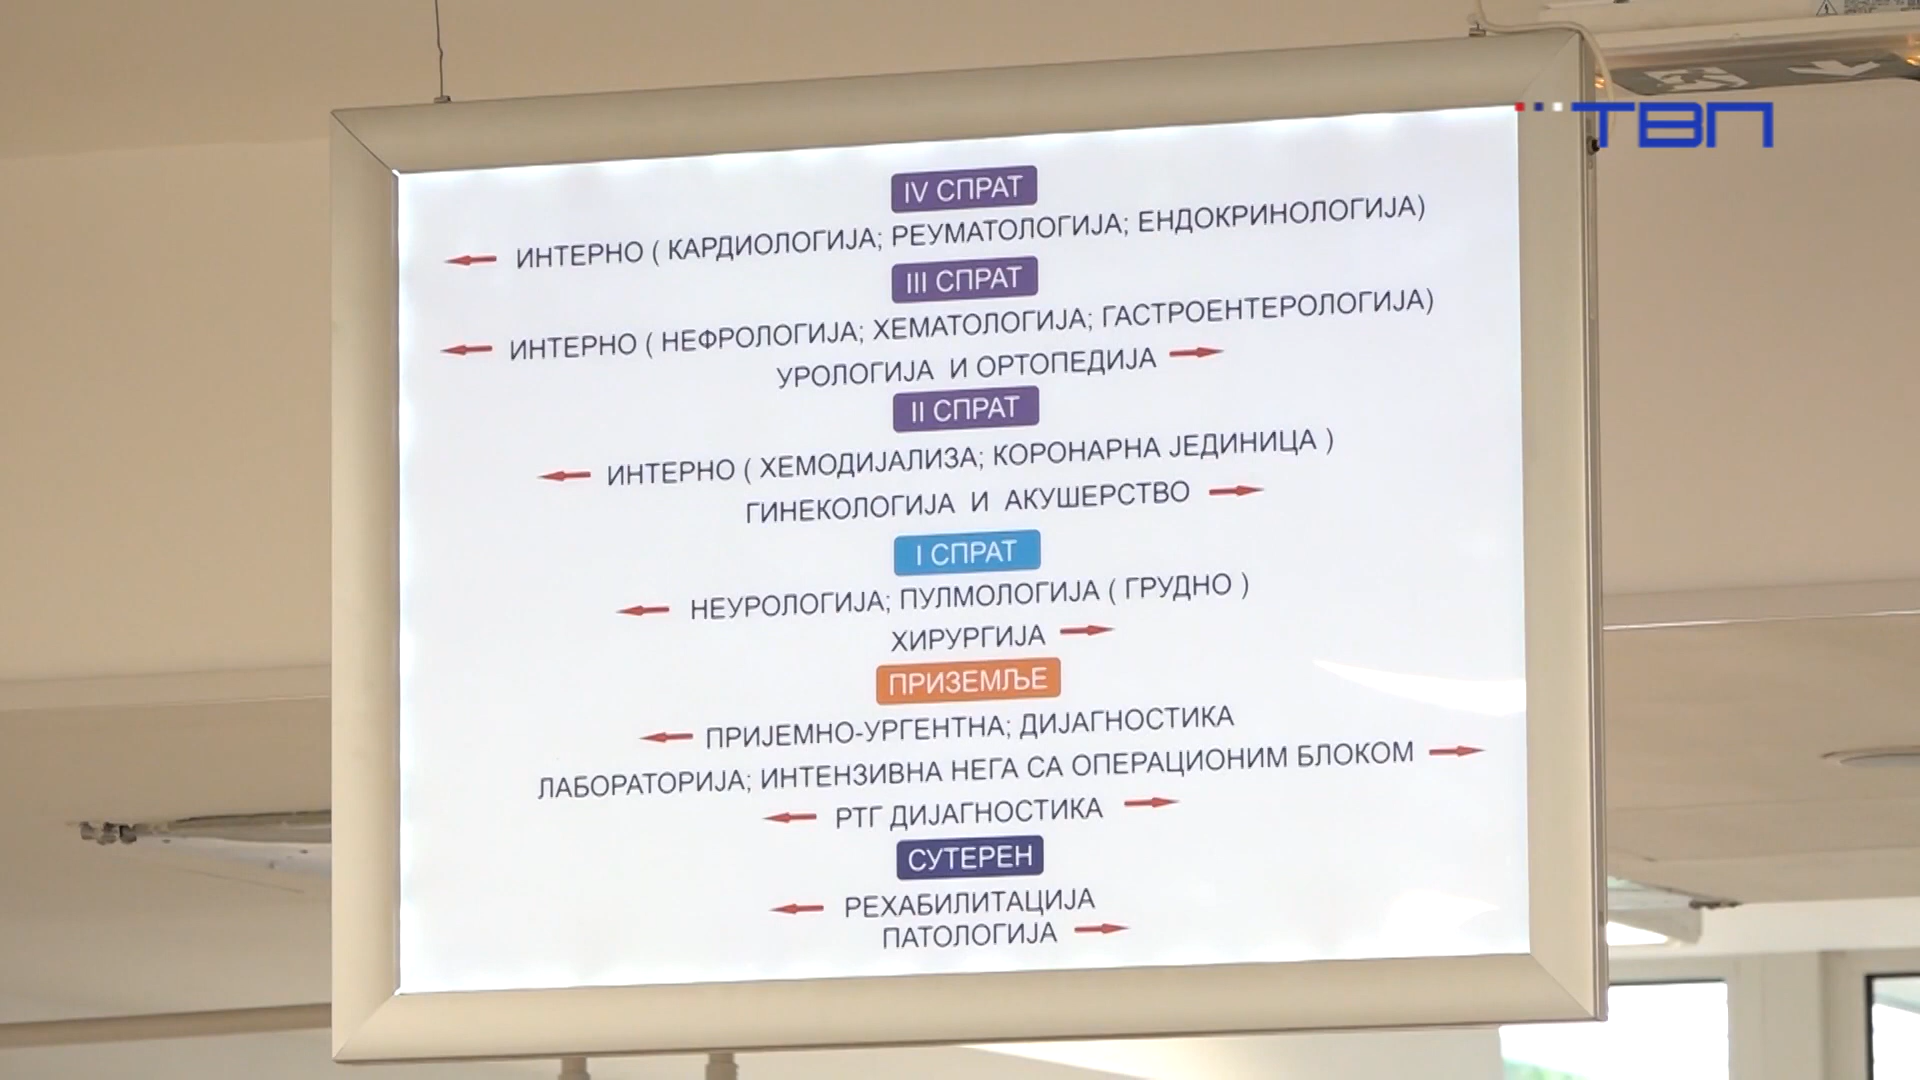 ТВП
IV СПРАТ
ИНТЕРНО ( КАРДИОЛОГИЈА; РЕУМАТОЛОГИЈА; ЕНДОКРИНОЛОГИЈА)
III СПРАТ
ИНТЕРНО ( НЕФРОЛОГИЈА; ХЕМАТОЛОГИЈА; ГАСТРОЕНТЕРОЛОГИЈА)
УРОЛОГИЈА И ОРТОПЕДИЈА
II СПРАТ
ИНТЕРНО ( ХЕМОДИЈАЛИЗА; КОРОНАРНА ЈЕДИНИЦА )
ГИНЕКОЛОГИЈА И АКУШЕРСТВО
I СПРАТ
НЕУРОЛОГИЈА; ПУЛМОЛОГИЈА ( ГРУДНО )
ХИРУРГИЈА
ПРИЗЕМЉЕ
ПРИЈЕМНО-УРГЕНТНА; ДИЈАГНОСТИКА
ЛАБОРАТОРИЈА; ИНТЕНЗИВНА НЕГА СА ОПЕРАЦИОНИМ БЛОКОМ
РТГ ДИЈАГНОСТИКА
СУТЕРЕН
РЕХАБИЛИТАЦИЈА
ПАТОЛОГИЈА